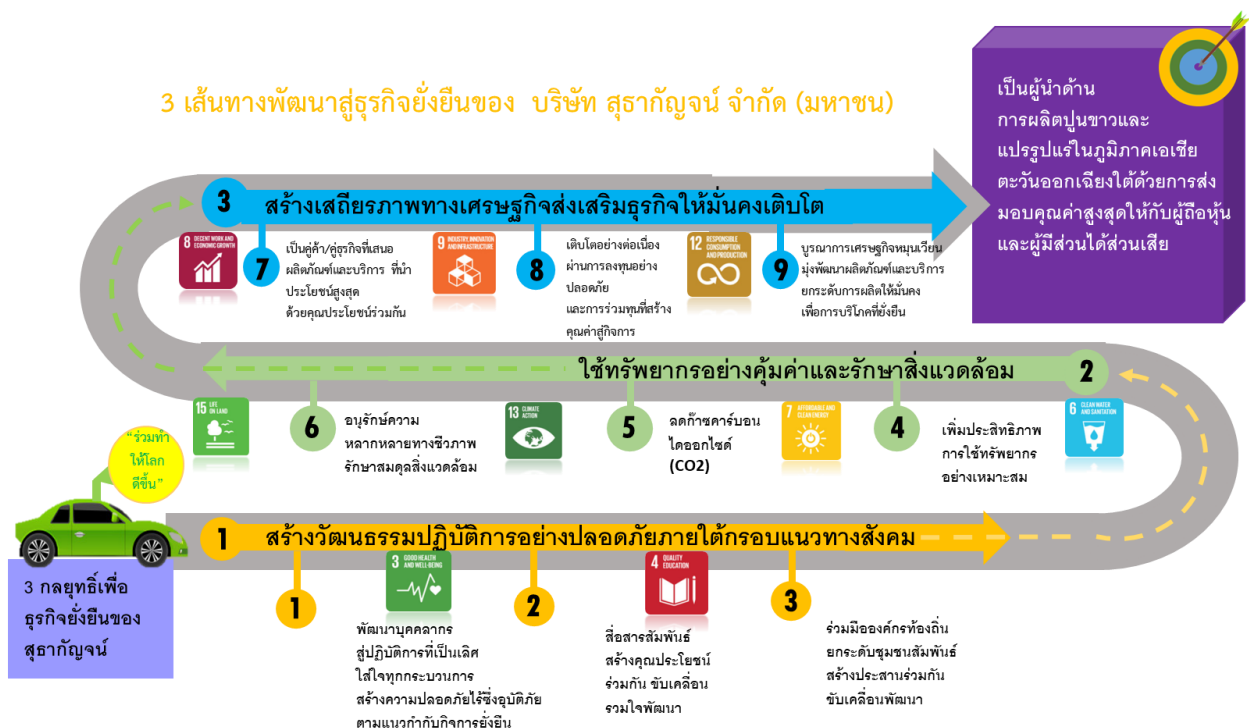 3 เส้นทางพัฒนาสู่ธุรกิจยั่งยืนของ บริษัท สุธากัญจน์ จำกัด (มหาชน)
เป็นผู้นำด้าน
การผลิตปูนขาวและ
แปรรูปแร่ในภูมิภาคเอเชีย
ตะวันออกเฉียงใต้ด้วยการส่ง
มอบคุณค่าสูงสุดให้กับผู้ถือหุ้น
และผู้มีส่วนได้ส่วนเสีย
3 สร้างเสถียรภาพทางเศรษฐกิจส่งเสริมธุรกิจให้มั่นคงเติบโต
8 DECENT WORK AND
ECONOMIC GROWTH
7
เป็นคู่ค้า/คู่ธุรกิจที่เสนอ
ผลิตภัณฑ์และบริการ ที่นำ
ประโยชน์สูงสุด
ด้วยคุณประโยชน์ร่วมกัน
9 INDUSTRY, INNOVATION
AND INFRASTRUCTURE
8
เติบโตอย่างต่อเนื่อง
ผ่านการลงทุนอย่าง
ปลอดภัย
และการร่วมทุนที่สร้าง
คุณค่าสู่กิจการ
12 RESPONSIBLE
CONSUMPTION
AND PRODUCTION
9
บูรณาการเศรษฐกิจหมุนเวียน
มุ่งพัฒนาผลิตภัณฑ์และบริการ
ยกระดับการผลิตให้มั่นคง
เพื่อการบริโภคที่ยั่งยืน
ใช้ทรัพยากรอย่างคุ้มค่าและรักษาสิ่งแวดล้อม 2
15 LIFE
ON LAND
6
อนุรักษ์ความ
หลากหลายทางชีวภาพ
รักษาสมดุลสิ่งแวดล้อม
13 CLIMATE
ACTION
5
ลดก๊าซคาร์บอน
ไดออกไซด์
(CO2)
7 AFFORDABLE AND
CLEAN ENERGY
4
เพิ่มประสิทธิภาพ
การใช้ทรัพยากร
อย่างเหมาะสม
6 CLEAN WATER
AND SANITATION
"ร่วมทำ
ให้โลก
ดีขึ้น"
1 สร้างวัฒนธรรมปฏิบัติการอย่างปลอดภัยภายใต้กรอบแนวทางสังคม
3 กลยุทธ์เพื่อ
ธุรกิจยั่งยืนของ
สุธากัญจน์
1
3 GOOD HEALTH
AND WELL-BEING
พัฒนาบุคคลากร
สู่ปฏิบัติการที่เป็นเลิศ
ใส่ใจทุกกระบวนการ
สร้างความปลอดภัยไร้ซึ่งอุบัติภัย
ตามแนวกำกับกิจการยั่งยืน
2
4 QUALITY
EDUCATION
สื่อสารสัมพันธ์
สร้างคุณประโยชน์
ร่วมกัน ขับเคลื่อน
รวมใจพัฒนา
3
ร่วมมือองค์กรท้องถิ่น
ยกระดับชุมชนสัมพันธ์
สร้างประสานร่วมกัน
ขับเคลื่อนพัฒนา